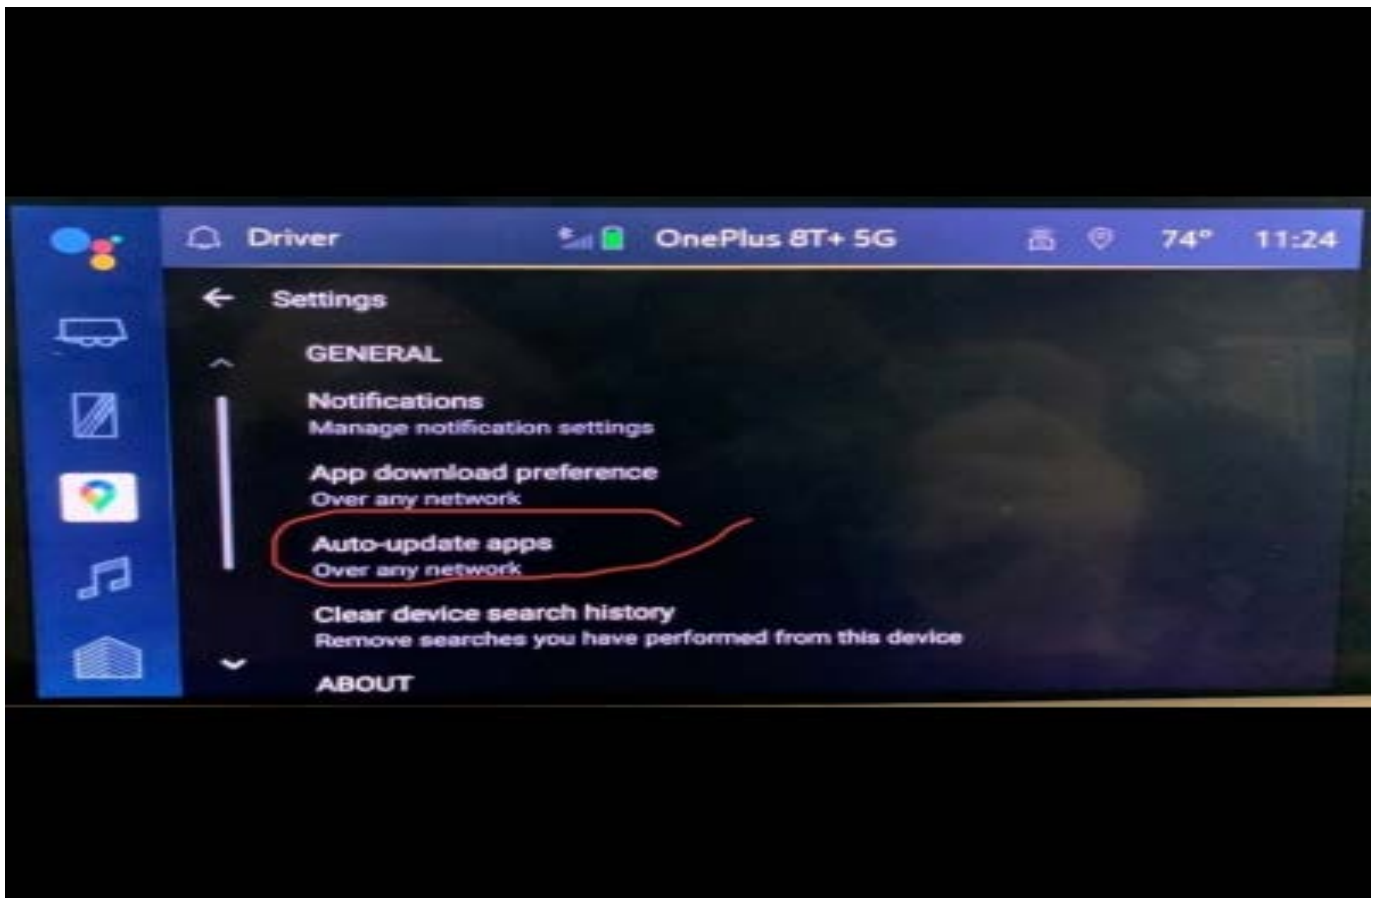 Driver
OnePlus 8T+ 5G
74° 11:24
Settings
GENERAL
Notifications
Manage notification settings
App download preference
Over any network
Auto-update apps
Over any network
Clear device search history
Remove searches you have performed from this device
ABOUT